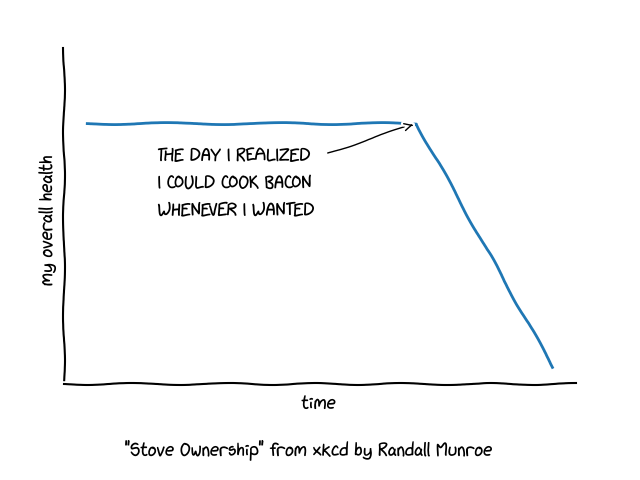 my overall health
THE DAY I REALIZED
I COULD COOK BACON
WHENEVER I WANTED
time
"Stove Ownership" from xkcd by Randall Munroe